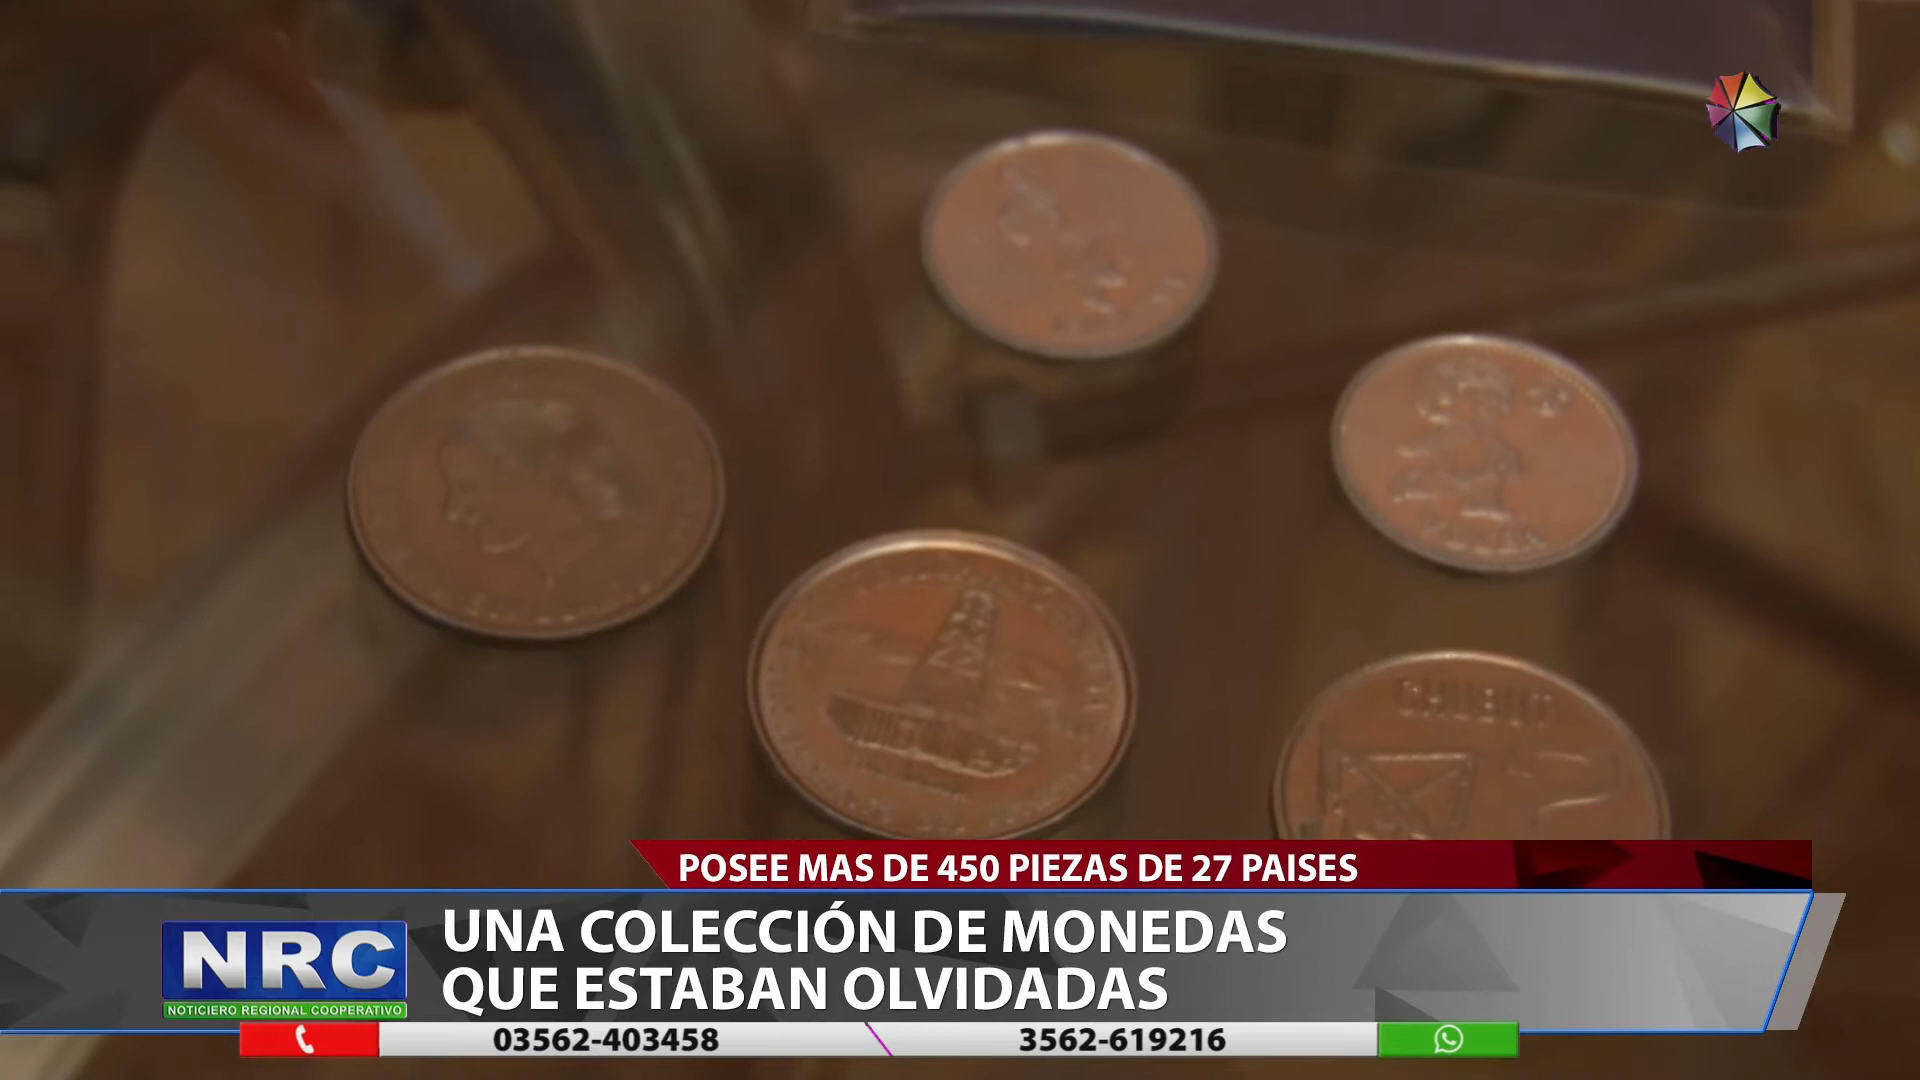 CHUBUT
POSEE MAS DE 450 PIEZAS DE 27 PAISES
UNA COLECCIÓN DE MONEDAS
QUE ESTABAN OLVIDADAS
NRC
NOTICIERO REGIONAL COOPERATIVO
03562-403458
3562-619216